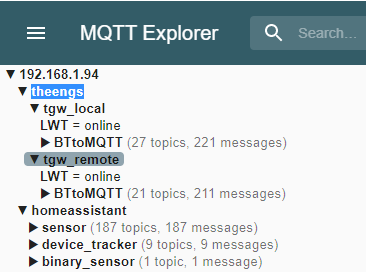 MQTT Explorer
Search...
▼ 192.168.1.94
▼ theengs
▼ tgw_local
LWT = online
▶ BTtoMQTT (27 topics, 221 messages)
▼ tgw_remote
LWT = online
▶ BTtoMQTT (21 topics, 211 messages)
▼ homeassistant
▶ sensor (187 topics, 187 messages)
▶ device_tracker (9 topics, 9 messages)
▶ binary_sensor (1 topic, 1 message)